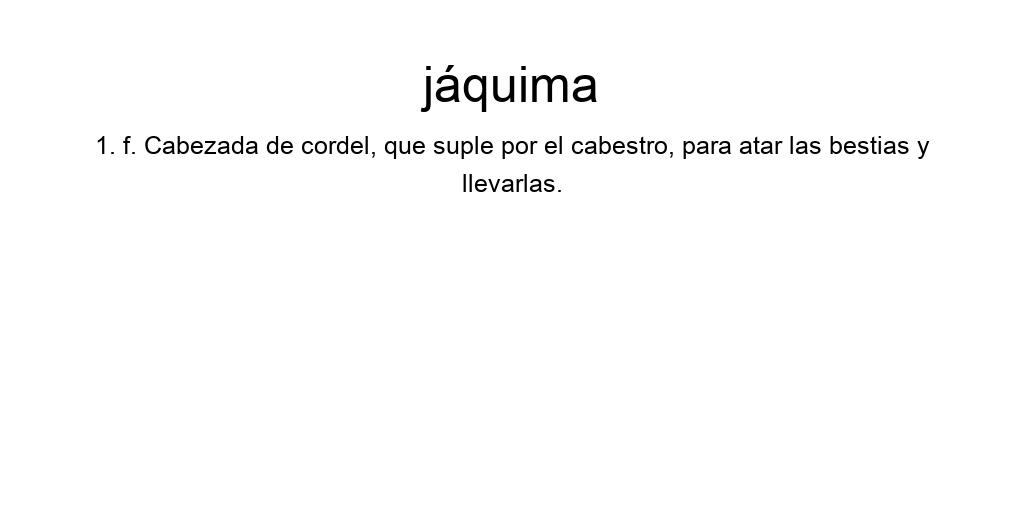 jáquima
1. f. Cabezada de cordel, que suple por el cabestro, para atar las bestias y
llevarlas.